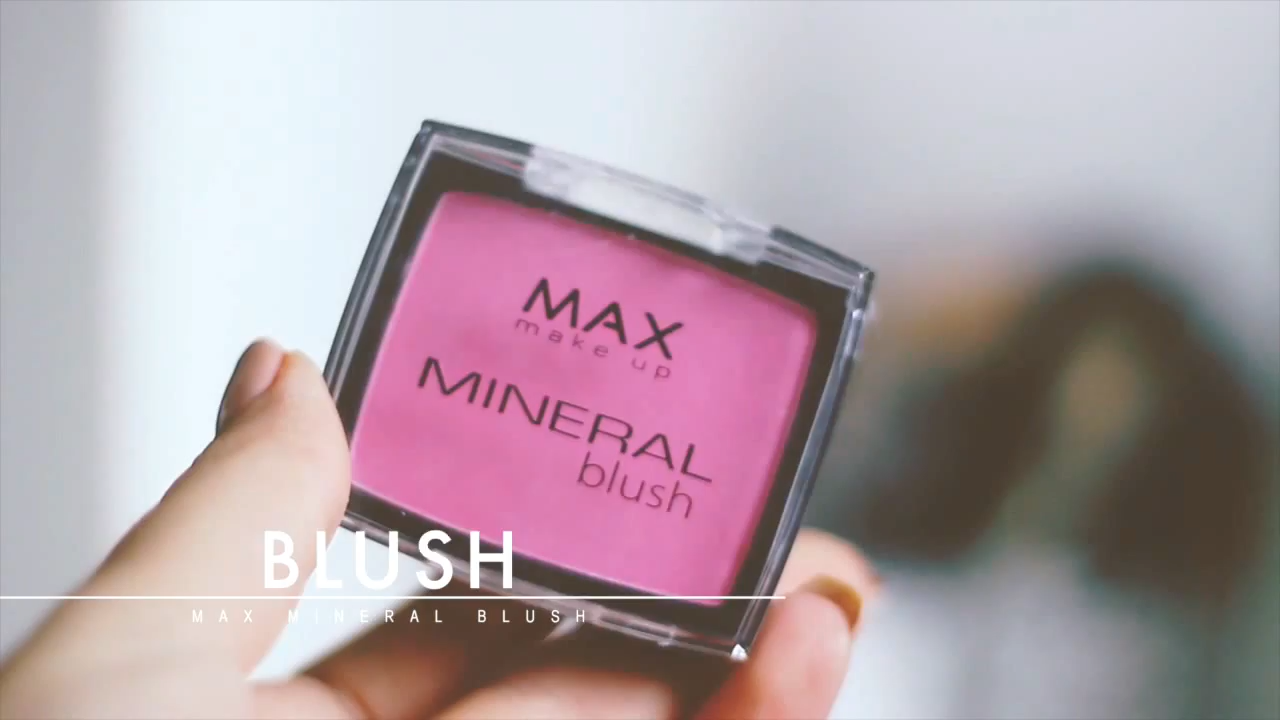 MAX
make up
MINERAL
blush
BLUSH
MAX MINERAL BLUSH